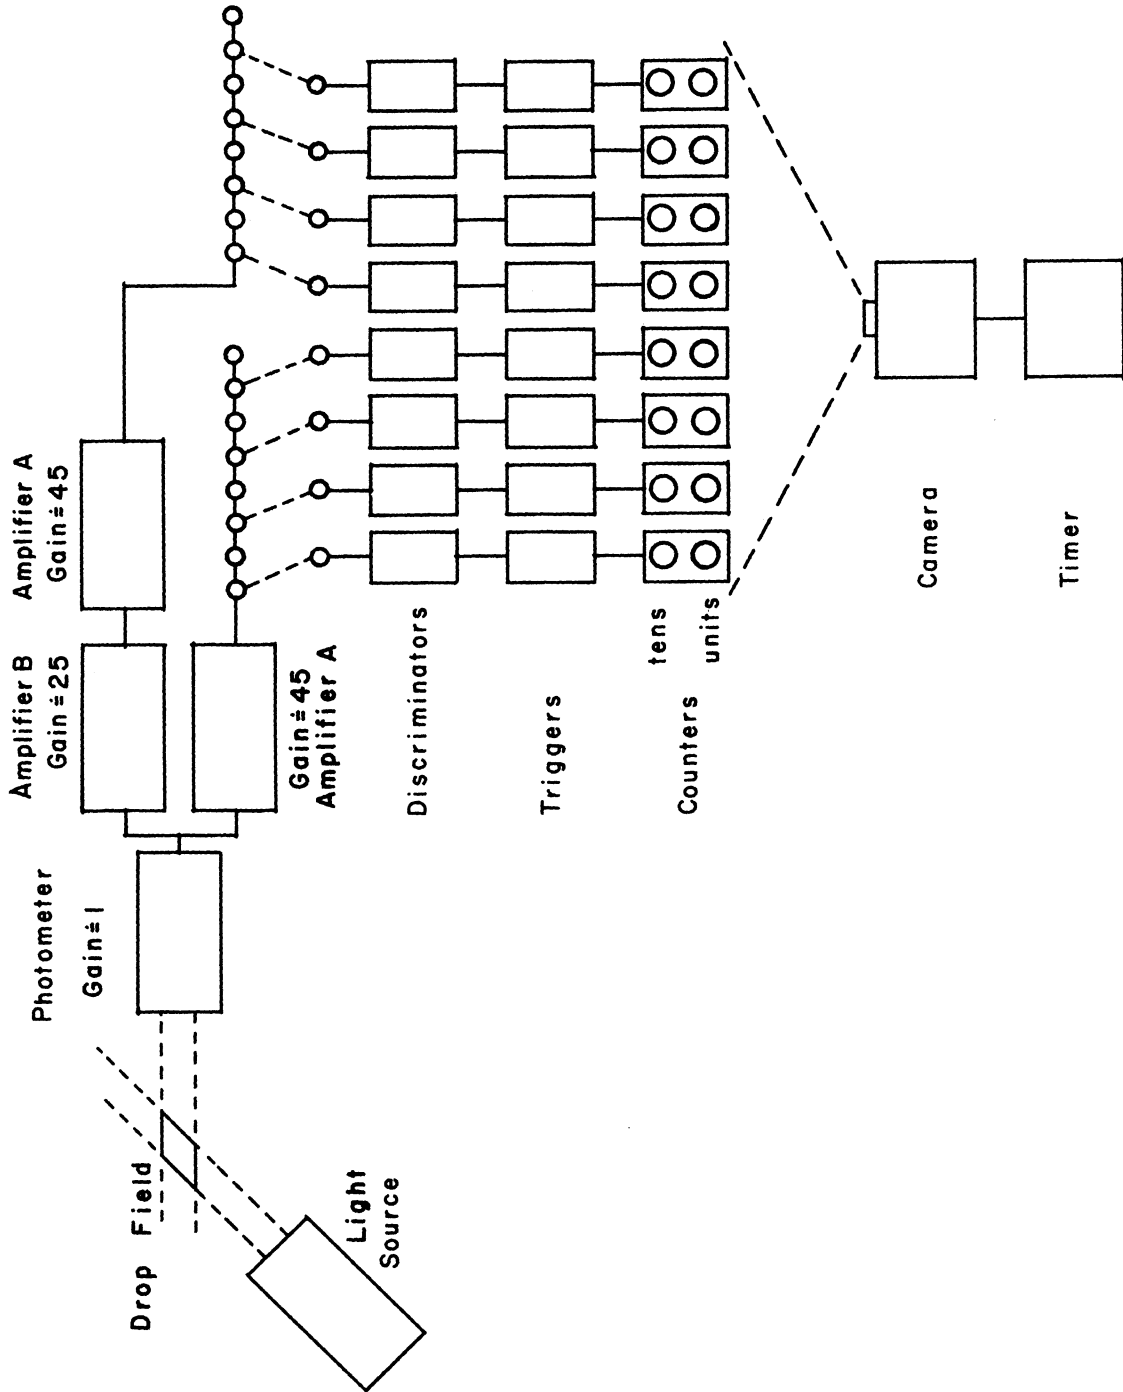 Drop Field
Light
Source
Photometer
Gain≐1
Amplifier B
Gain≐25
Amplifier A
Gain≐45
Gain≐45
Amplifier A
Discriminators
Triggers
Counters
tens
units
Camera
Timer